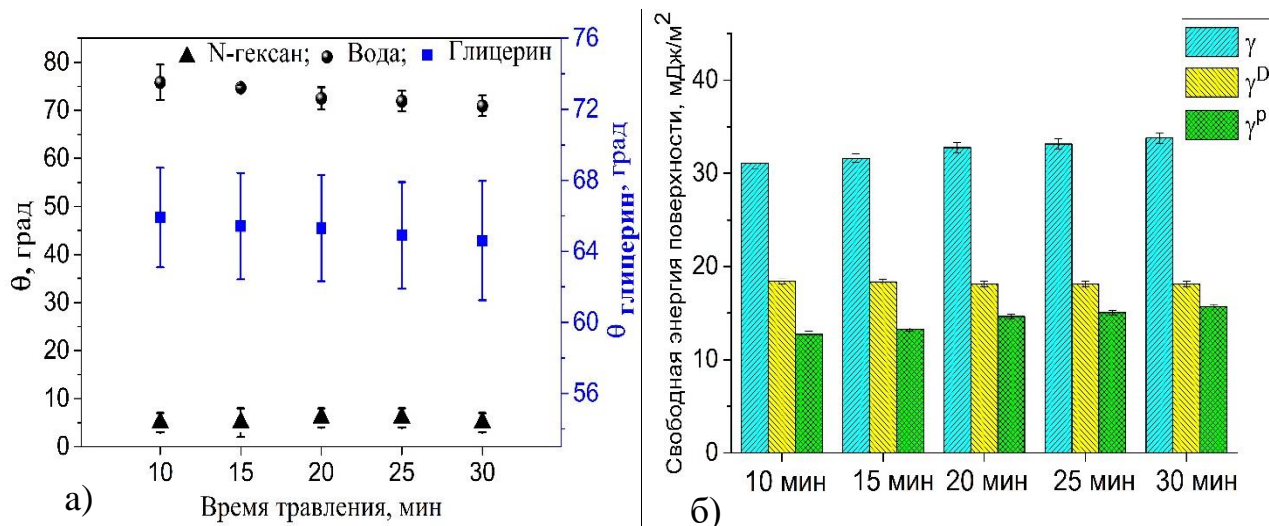 N-гексан; Вода; Глицерин
80
70
60
50
40
30
20
10
0
θ, град
76
72
68
64
60
56
θ глицерин, град
10 15 20 25 30
Время травления, мин
а)
Свободная энергия поверхности, мДж/м²
40
30
20
10
0
γ
γᴰ
γᵖ
10 мин 15 мин 20 мин 25 мин 30 мин
б)